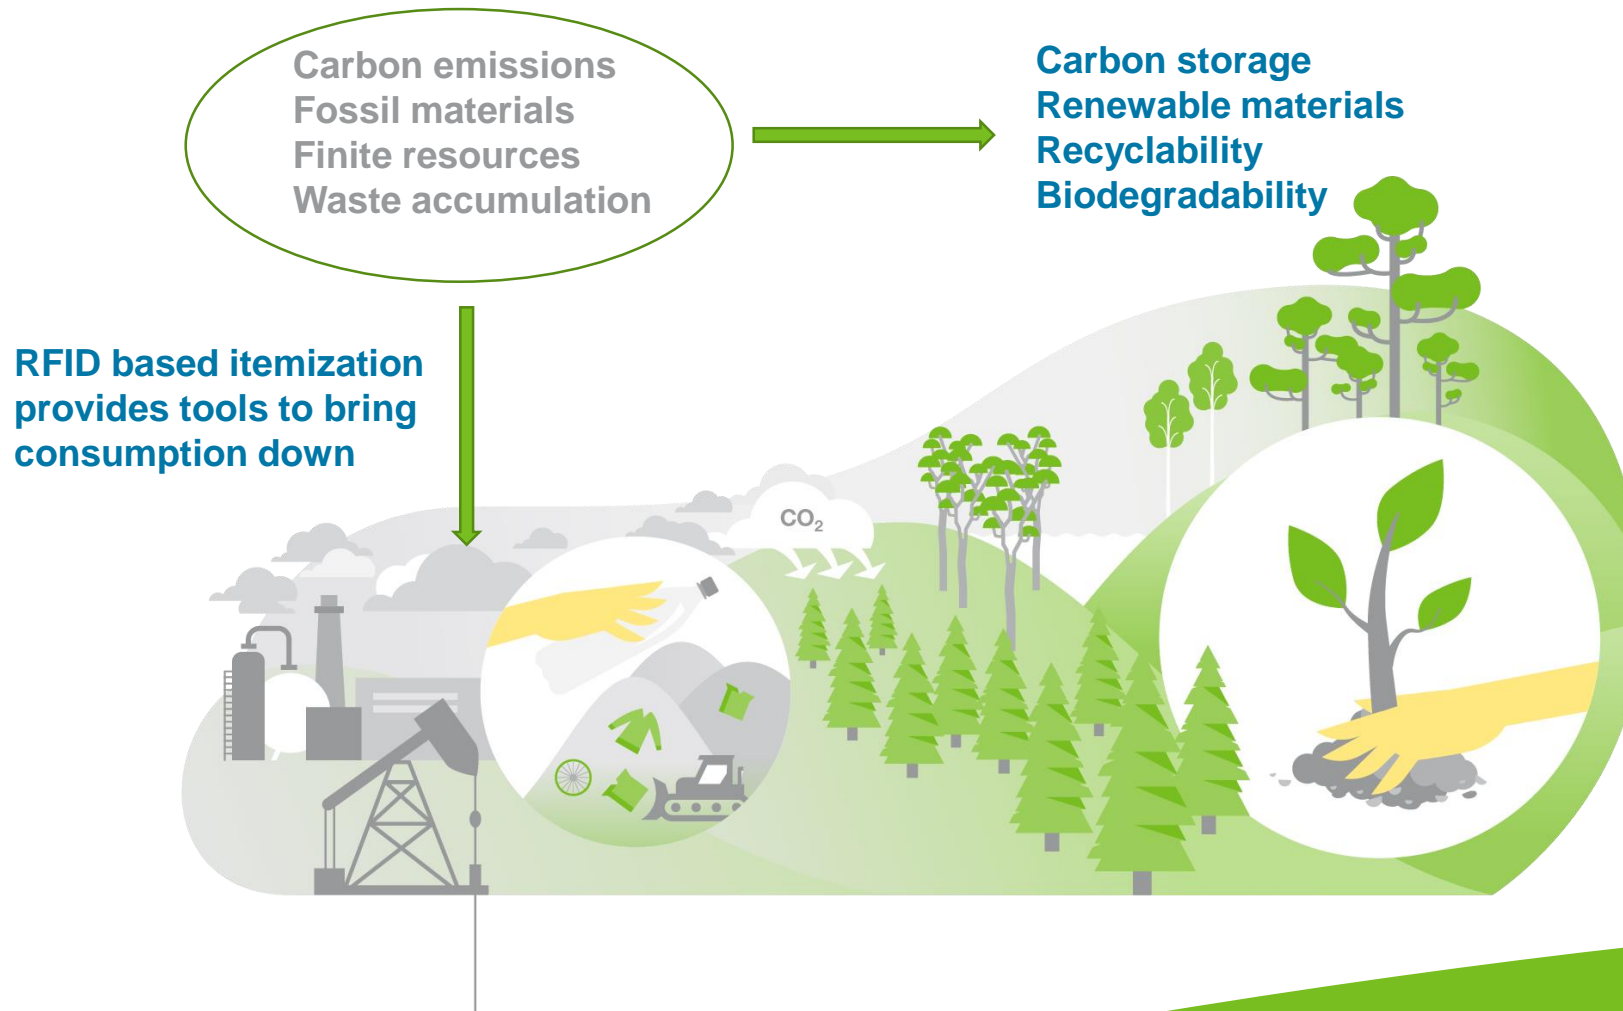 Carbon emissions
Fossil materials
Finite resources
Waste accumulation
Carbon storage
Renewable materials
Recyclability
Biodegradability
RFID based itemization
provides tools to bring
consumption down
CO₂